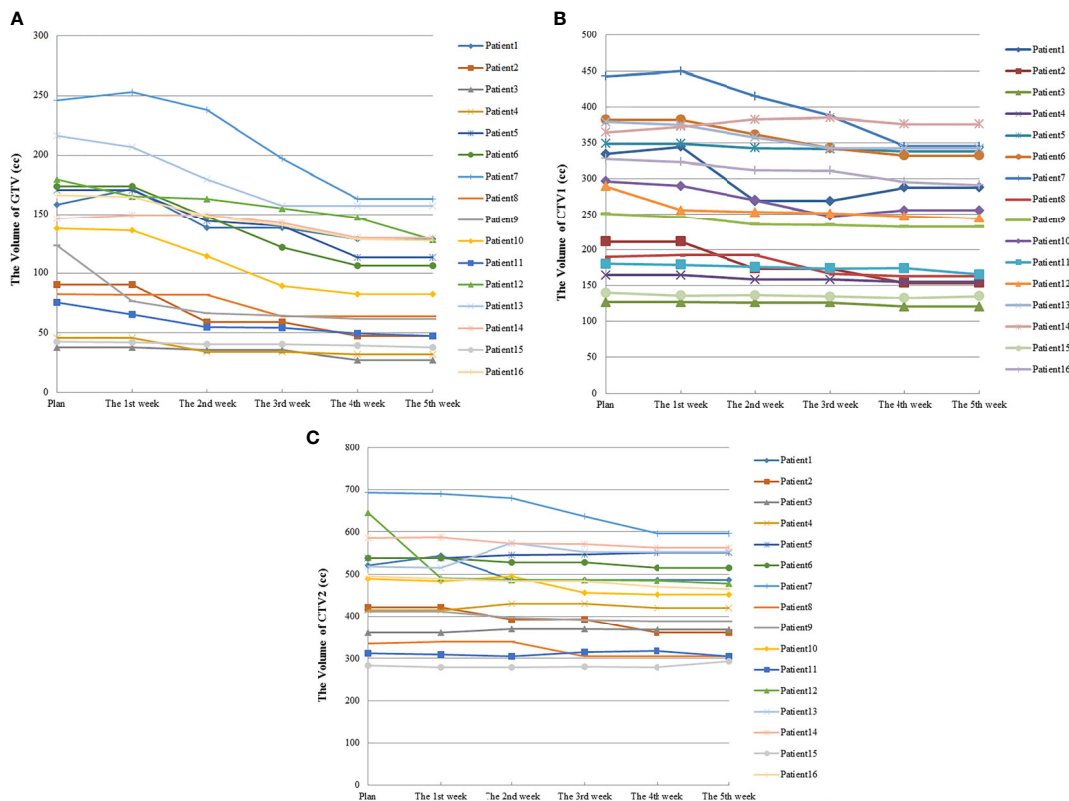 A
The Volume of GTV (cc)
300
250
200
150
100
50
0
Plan
The 1st week
The 2nd week
The 3rd week
The 4th week
The 5th week
Patient1
Patient2
Patient3
Patient4
Patient5
Patient6
Patient7
Patient8
Patient9
Patient10
Patient11
Patient12
Patient13
Patient14
Patient15
Patient16
B
The Volume of CTV1 (cc)
500
450
400
350
300
250
200
150
100
50
0
Plan
The 1st week
The 2nd week
The 3rd week
The 4th week
The 5th week
Patient1
Patient2
Patient3
Patient4
Patient5
Patient6
Patient7
Patient8
Patient9
Patient10
Patient11
Patient12
Patient13
Patient14
Patient15
Patient16
C
The Volume of CTV2 (cc)
800
700
600
500
400
300
200
100
0
Plan
The 1st week
The 2nd week
The 3rd week
The 4th week
The 5th week
Patient1
Patient2
Patient3
Patient4
Patient5
Patient6
Patient7
Patient8
Patient9
Patient10
Patient11
Patient12
Patient13
Patient14
Patient15
Patient16